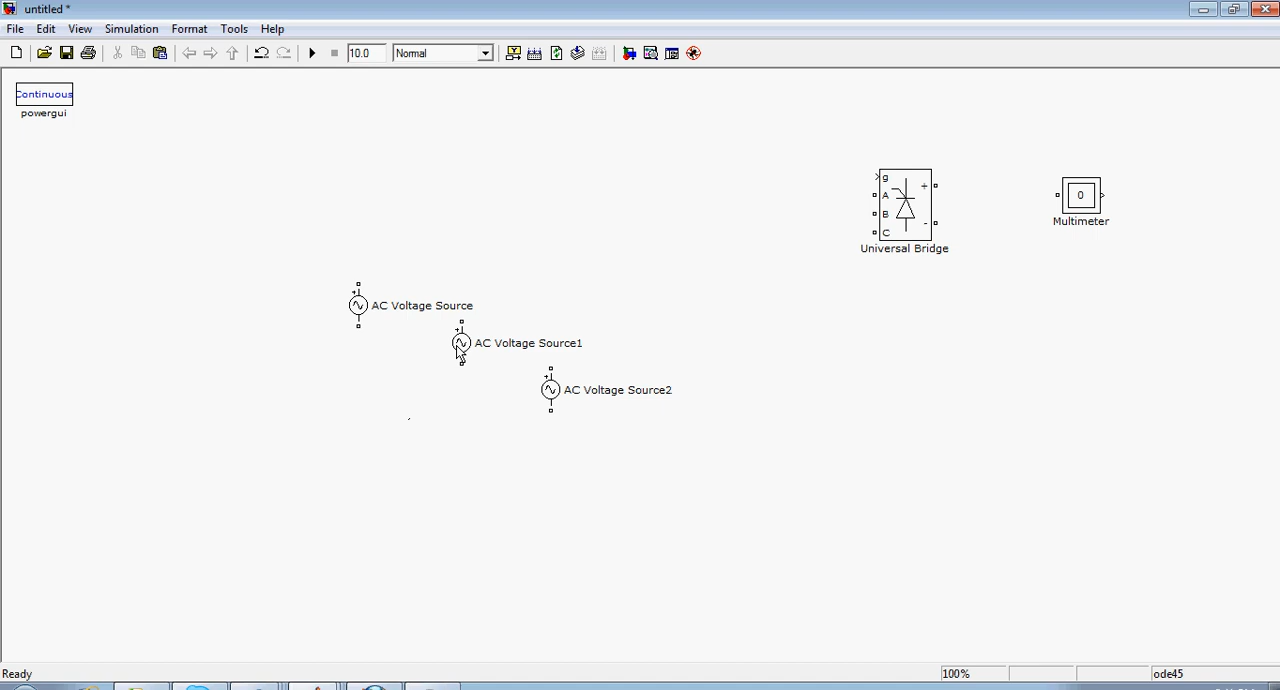 untitled *
File Edit View Simulation Format Tools Help
10.0 Normal
Continuous
powergui
g
A +
B
C -
Universal Bridge
0
Multimeter
+
AC Voltage Source
+
AC Voltage Source1
+
AC Voltage Source2
Ready 100% ode45